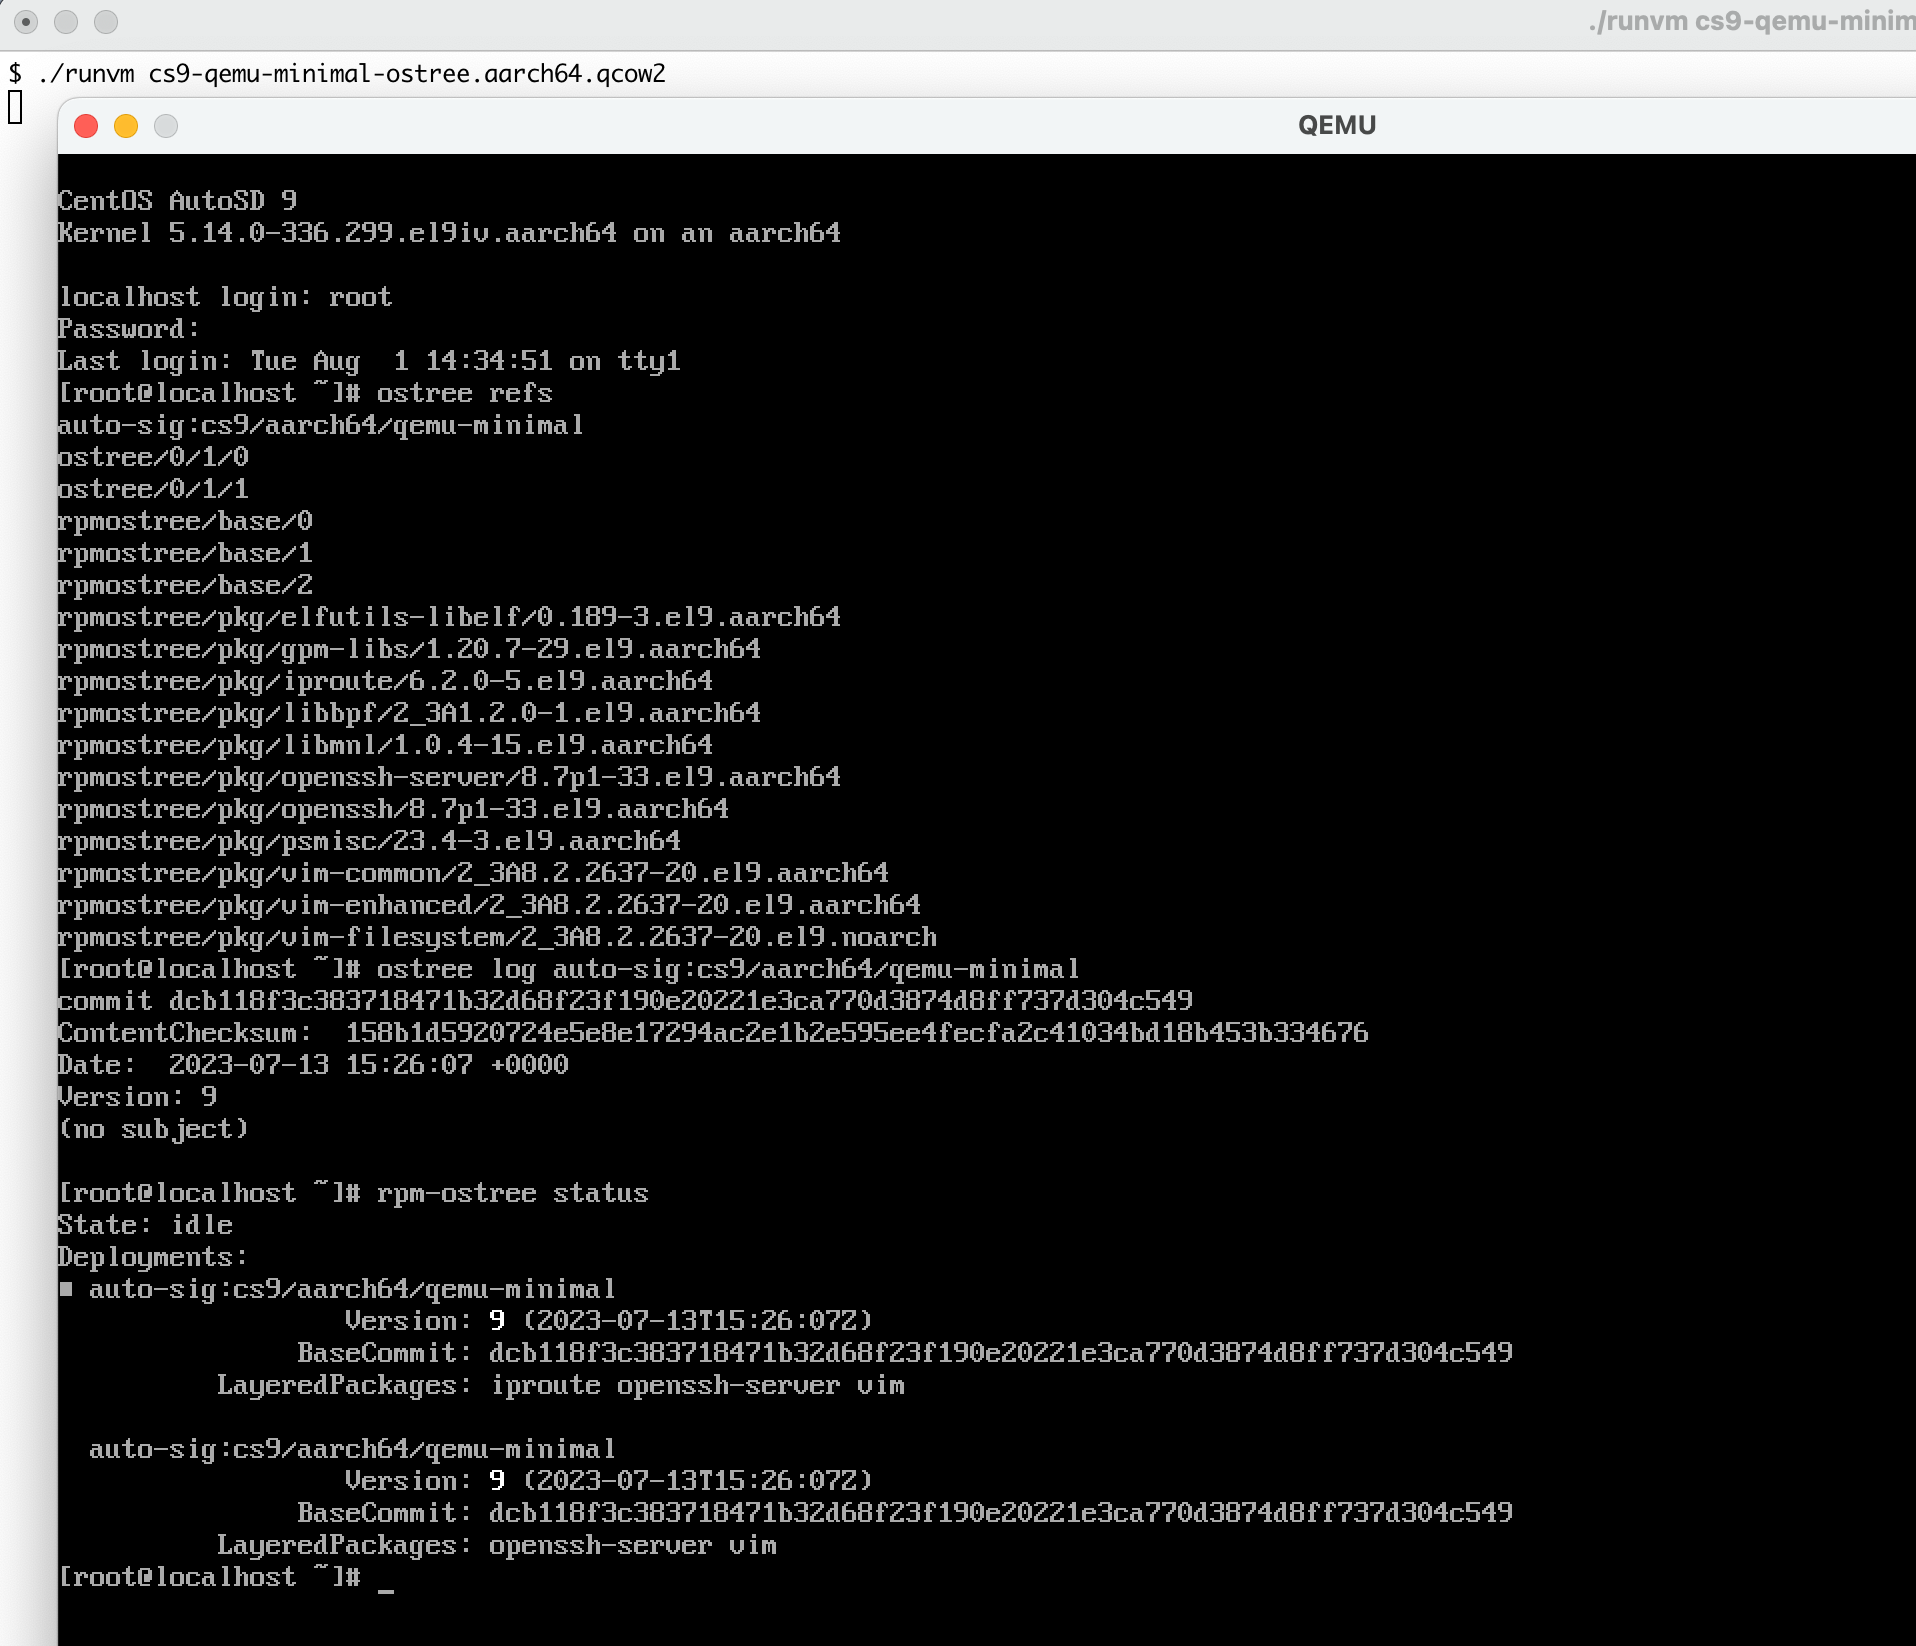 ./runvm cs9-qemu-minim
$ ./runvm cs9-qemu-minimal-ostree.aarch64.qcow2
QEMU
CentOS AutoSD 9
Kernel 5.14.0-336.299.el9iv.aarch64 on an aarch64
localhost login: root
Password:
Last login: Tue Aug  1 14:34:51 on tty1
[root@localhost ~]# ostree refs
auto-sig:cs9/aarch64/qemu-minimal
ostree/0/1/0
ostree/0/1/1
rpmostree/base/0
rpmostree/base/1
rpmostree/base/2
rpmostree/pkg/elfutils-libelf/0.189-3.el9.aarch64
rpmostree/pkg/gpm-libs/1.20.7-29.el9.aarch64
rpmostree/pkg/iproute/6.2.0-5.el9.aarch64
rpmostree/pkg/libbpf/2_3A1.2.0-1.el9.aarch64
rpmostree/pkg/libmnl/1.0.4-15.el9.aarch64
rpmostree/pkg/openssh-server/8.7p1-33.el9.aarch64
rpmostree/pkg/openssh/8.7p1-33.el9.aarch64
rpmostree/pkg/psmisc/23.4-3.el9.aarch64
rpmostree/pkg/vim-common/2_3A8.2.2637-20.el9.aarch64
rpmostree/pkg/vim-enhanced/2_3A8.2.2637-20.el9.aarch64
rpmostree/pkg/vim-filesystem/2_3A8.2.2637-20.el9.noarch
[root@localhost ~]# ostree log auto-sig:cs9/aarch64/qemu-minimal
commit dcb118f3c383718471b32d68f23f190e20221e3ca770d3874d8ff737d304c549
ContentChecksum:  158b1d5920724e5e8e17294ac2e1b2e595ee4fecfa2c41034bd18b453b334676
Date:  2023-07-13 15:26:07 +0000
Version: 9
(no subject)
[root@localhost ~]# rpm-ostree status
State: idle
Deployments:
■ auto-sig:cs9/aarch64/qemu-minimal
Version: 9 (2023-07-13T15:26:07Z)
BaseCommit: dcb118f3c383718471b32d68f23f190e20221e3ca770d3874d8ff737d304c549
LayeredPackages: iproute openssh-server vim
auto-sig:cs9/aarch64/qemu-minimal
Version: 9 (2023-07-13T15:26:07Z)
BaseCommit: dcb118f3c383718471b32d68f23f190e20221e3ca770d3874d8ff737d304c549
LayeredPackages: openssh-server vim
[root@localhost ~]# _